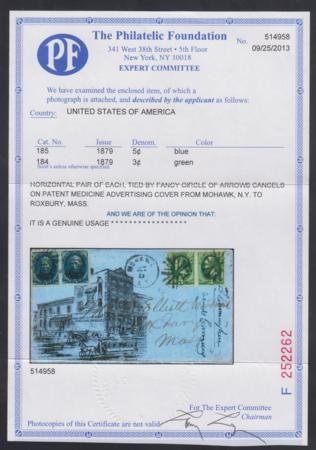 PF
The Philatelic Foundation
341 West 38th Street • 5th Floor
New York, NY 10018
EXPERT COMMITTEE
No. 514958
09/25/2013
We have examined the enclosed item, of which a
photograph is attached, and described by the applicant as follows:
Country: UNITED STATES OF AMERICA
Cat. No. Issue Denom. Color
185 1879 5¢ blue
184 1879 3¢ green
Scott's unless otherwise specified.
HORIZONTAL PAIR OF EACH, TIED BY FANCY CIRCLE OF ARROWS CANCELS
ON PATENT MEDICINE ADVERTISING COVER FROM MOHAWK, N.Y. TO
ROXBURY, MASS.
AND WE ARE OF THE OPINION THAT:
IT IS A GENUINE USAGE * * * * * * * * * * * * * * * * *
Mass
514958
F 252262
For The Expert Committee
Photocopies of this Certificate are not valid
Chairman